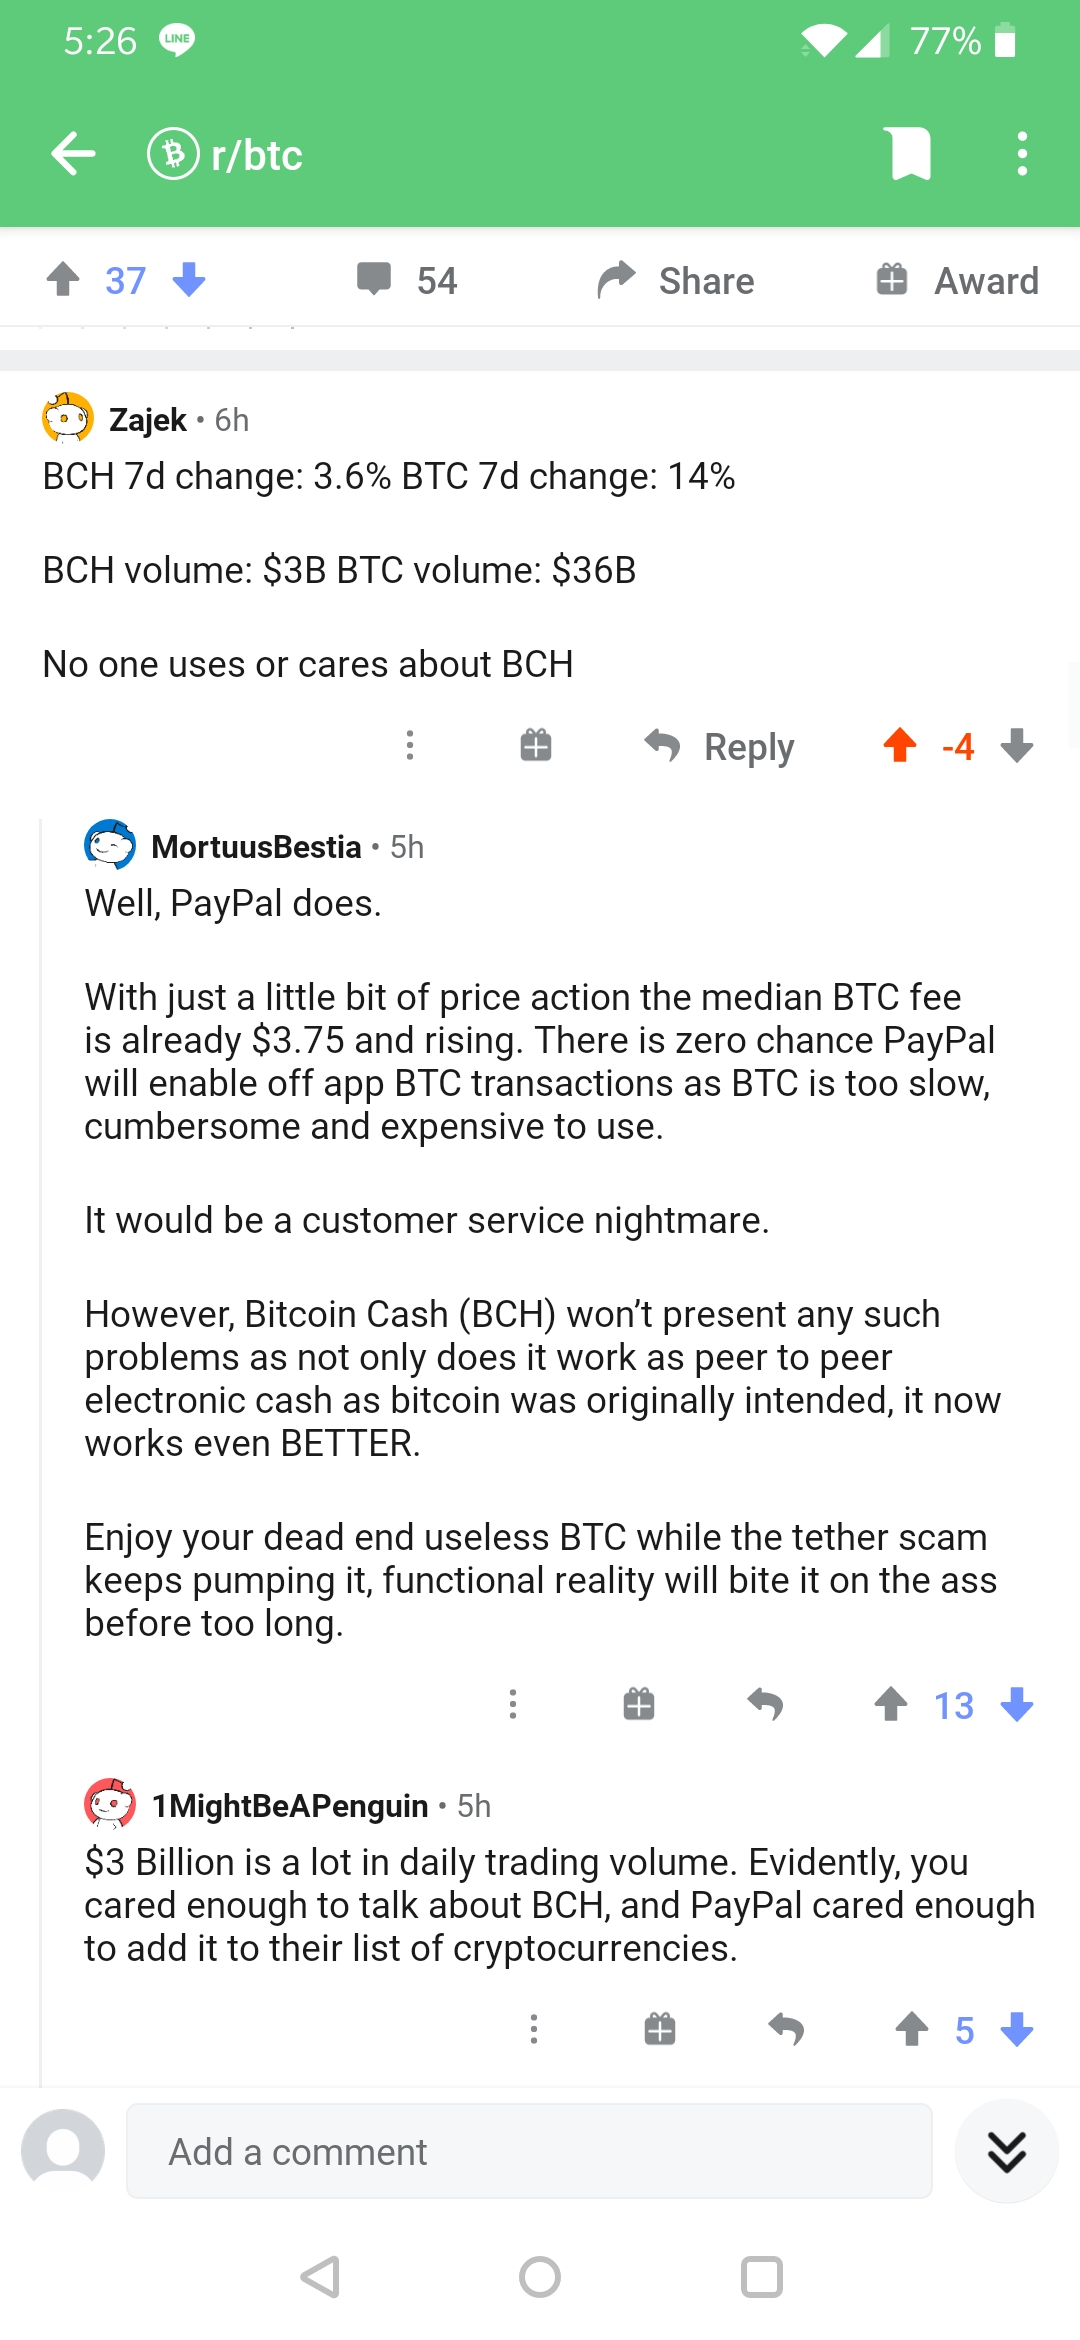 5:26 LINE 77%
r/btc
37 54 Share Award
Zajek • 6h
BCH 7d change: 3.6% BTC 7d change: 14%
BCH volume: $3B BTC volume: $36B
No one uses or cares about BCH
Reply -4
MortuusBestia • 5h
Well, PayPal does.
With just a little bit of price action the median BTC fee
is already $3.75 and rising. There is zero chance PayPal
will enable off app BTC transactions as BTC is too slow,
cumbersome and expensive to use.
It would be a customer service nightmare.
However, Bitcoin Cash (BCH) won't present any such
problems as not only does it work as peer to peer
electronic cash as bitcoin was originally intended, it now
works even BETTER.
Enjoy your dead end useless BTC while the tether scam
keeps pumping it, functional reality will bite it on the ass
before too long.
13
1MightBeAPenguin • 5h
$3 Billion is a lot in daily trading volume. Evidently, you
cared enough to talk about BCH, and PayPal cared enough
to add it to their list of cryptocurrencies.
5
Add a comment